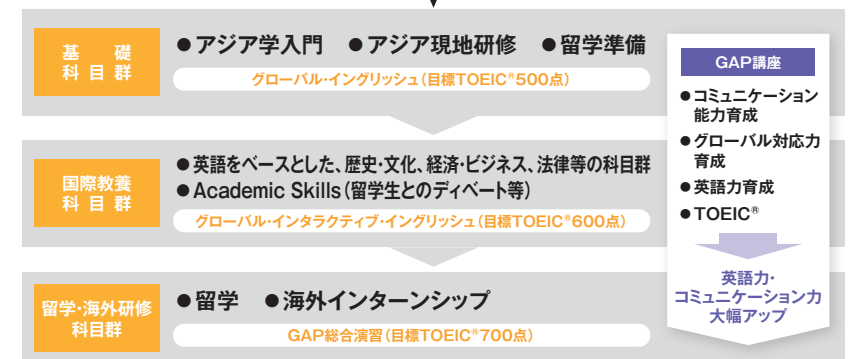 基　礎
科 目 群
●アジア学入門　●アジア現地研修　●留学準備
グローバル・イングリッシュ（目標TOEIC®500点）
国際教養
科 目 群
●英語をベースとした、歴史・文化、経済・ビジネス、法律等の科目群
●Academic Skills（留学生とのディベート等）
グローバル・インタラクティブ・イングリッシュ（目標TOEIC®600点）
留学・海外研修
科目群
●留学　●海外インターンシップ
GAP総合演習（目標TOEIC®700点）
GAP講座
●コミュニケーション
能力育成
●グローバル対応力
育成
●英語力育成
●TOEIC®
英語力・
コミュニケーション力
大幅アップ